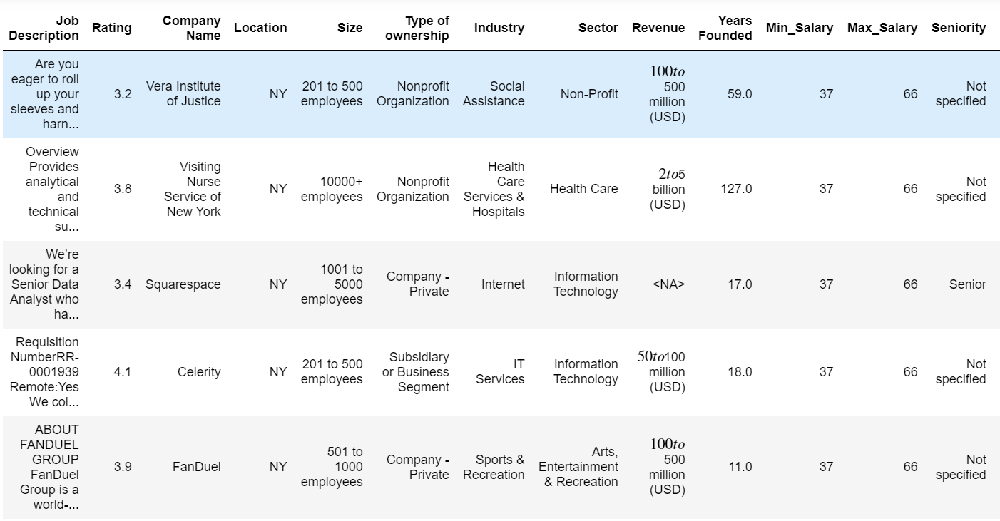 Job Description Rating Company Name Location Size Type of ownership Industry Sector Revenue Years Founded Min_Salary Max_Salary Seniority
Are you eager to roll up your sleeves and harn... 3.2 Vera Institute of Justice NY 201 to 500 employees Nonprofit Organization Social Assistance Non-Profit 100to 500 million (USD) 59.0 37 66 Not specified
Overview Provides analytical and technical su... 3.8 Visiting Nurse Service of New York NY 10000+ employees Nonprofit Organization Health Care Services & Hospitals Health Care 2to5 billion (USD) 127.0 37 66 Not specified
We’re looking for a Senior Data Analyst who ha... 3.4 Squarespace NY 1001 to 5000 employees Company - Private Internet Information Technology <NA> 17.0 37 66 Senior
Requisition NumberRR-0001939 Remote:Yes We col... 4.1 Celerity NY 201 to 500 employees Subsidiary or Business Segment IT Services Information Technology 50to100 million (USD) 18.0 37 66 Not specified
ABOUT FANDUEL GROUP FanDuel Group is a world-... 3.9 FanDuel NY 501 to 1000 employees Company - Private Sports & Recreation Arts, Entertainment & Recreation 100to 500 million (USD) 11.0 37 66 Not specified